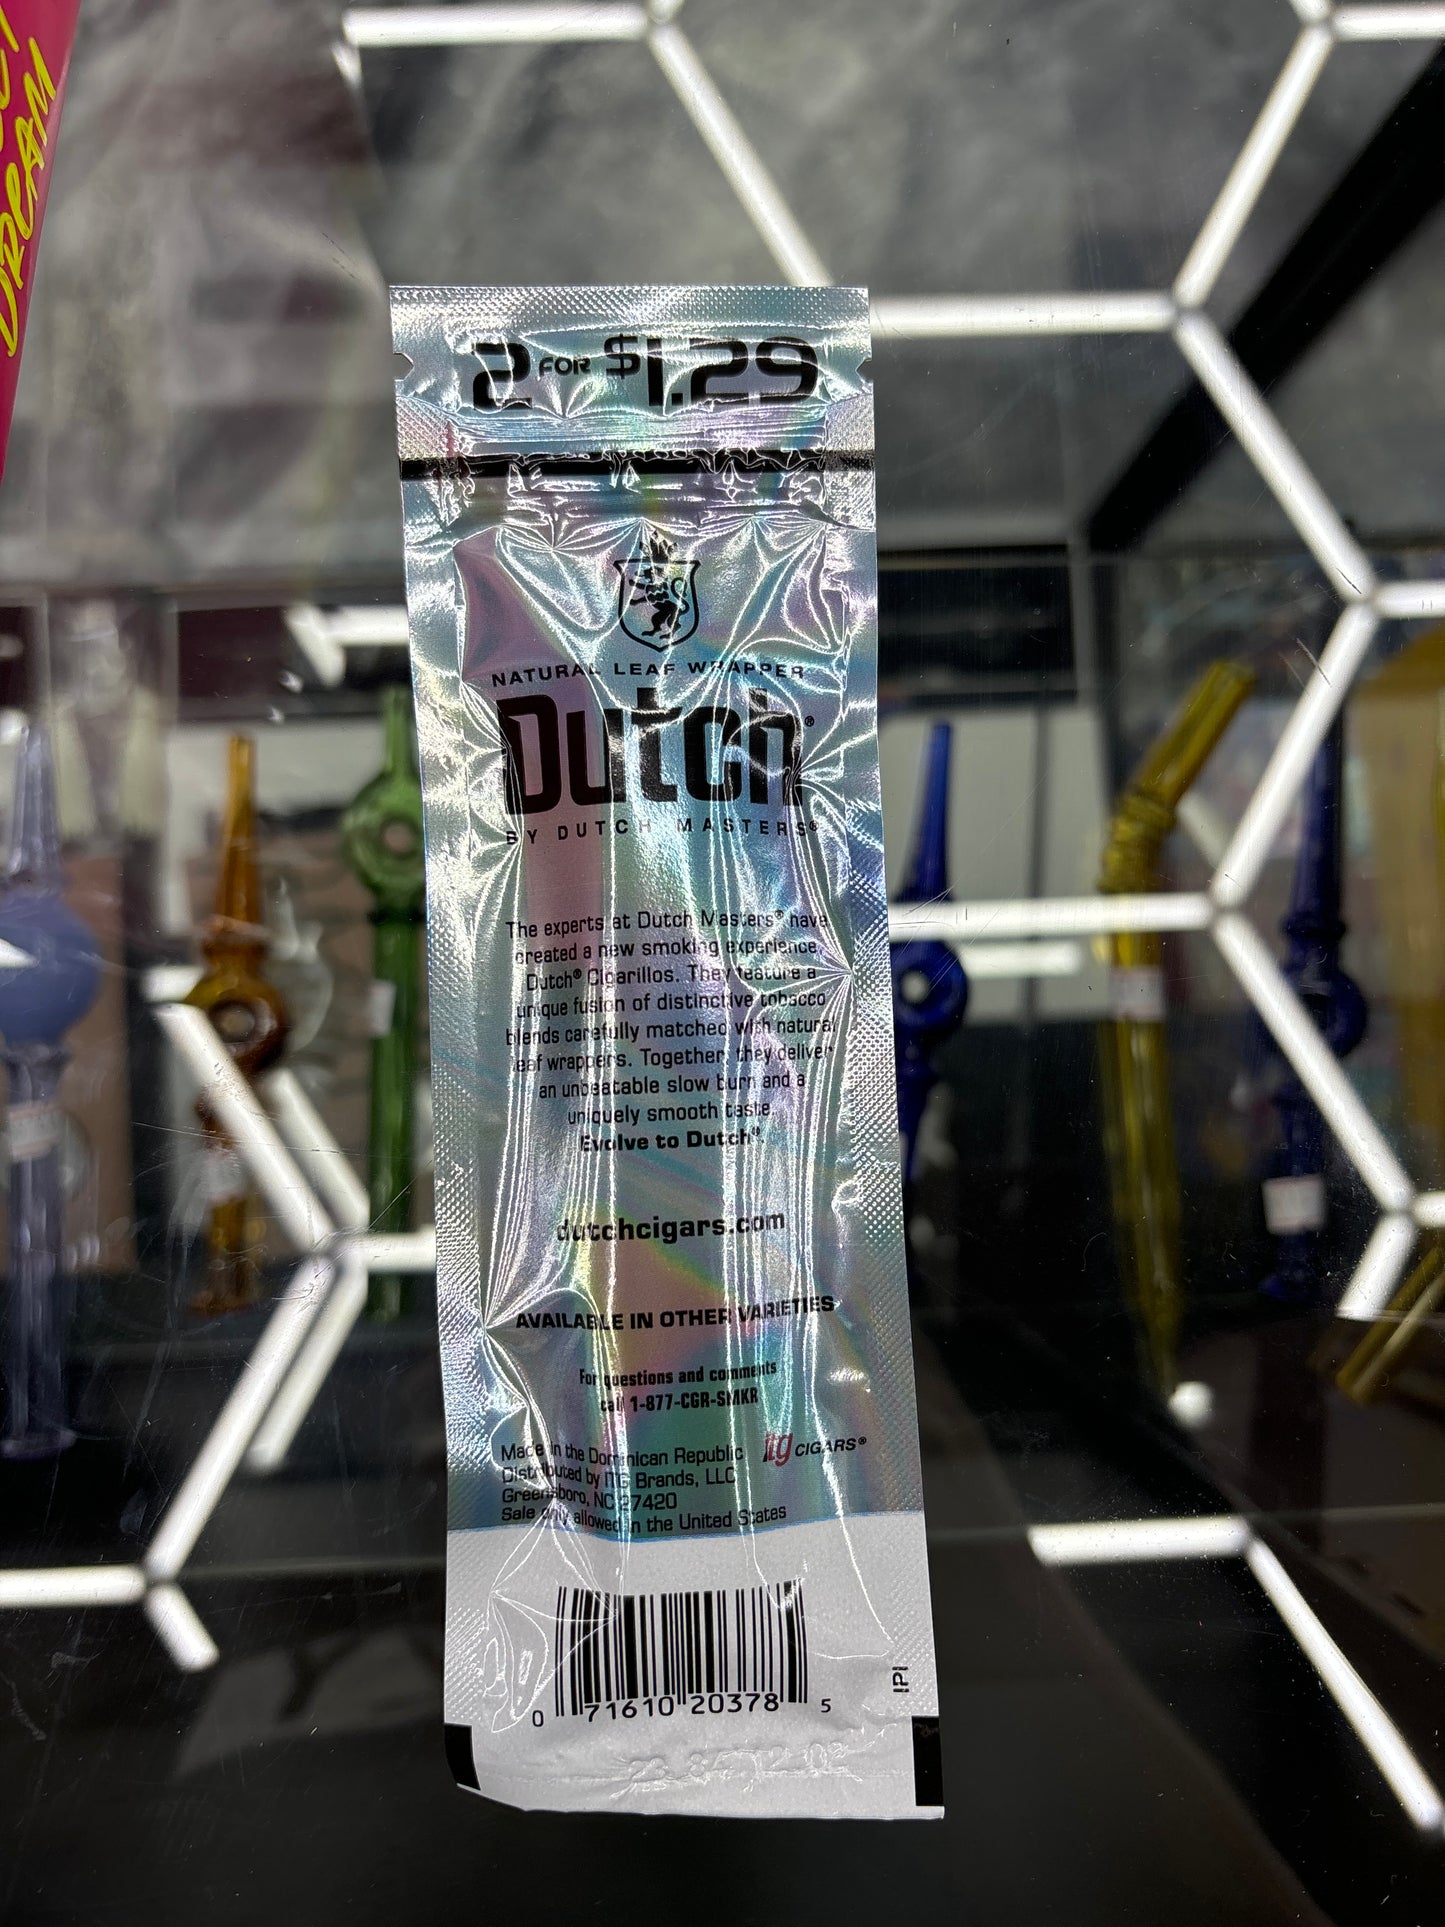 DREAM
2 FOR $1.29
NATURAL LEAF WRAPPER
Dutch®
BY DUTCH MASTERS®
The experts at Dutch Masters® have
created a new smoking experience,
Dutch® Cigarillos. They feature a
unique fusion of distinctive tobacco
blends carefully matched with natural
leaf wrappers. Together, they deliver
an unbeatable slow burn and a
uniquely smooth taste.
Evolve to Dutch®.
dutchcigars.com
AVAILABLE IN OTHER VARIETIES
For questions and comments
call 1-877-CGR-SMKR
Made in the Dominican Republic
Distributed by ITG Brands, LLC
Greensboro, NC 27420
Sale only allowed in the United States
itg CIGARS®
IPI
0 71610 20378 5